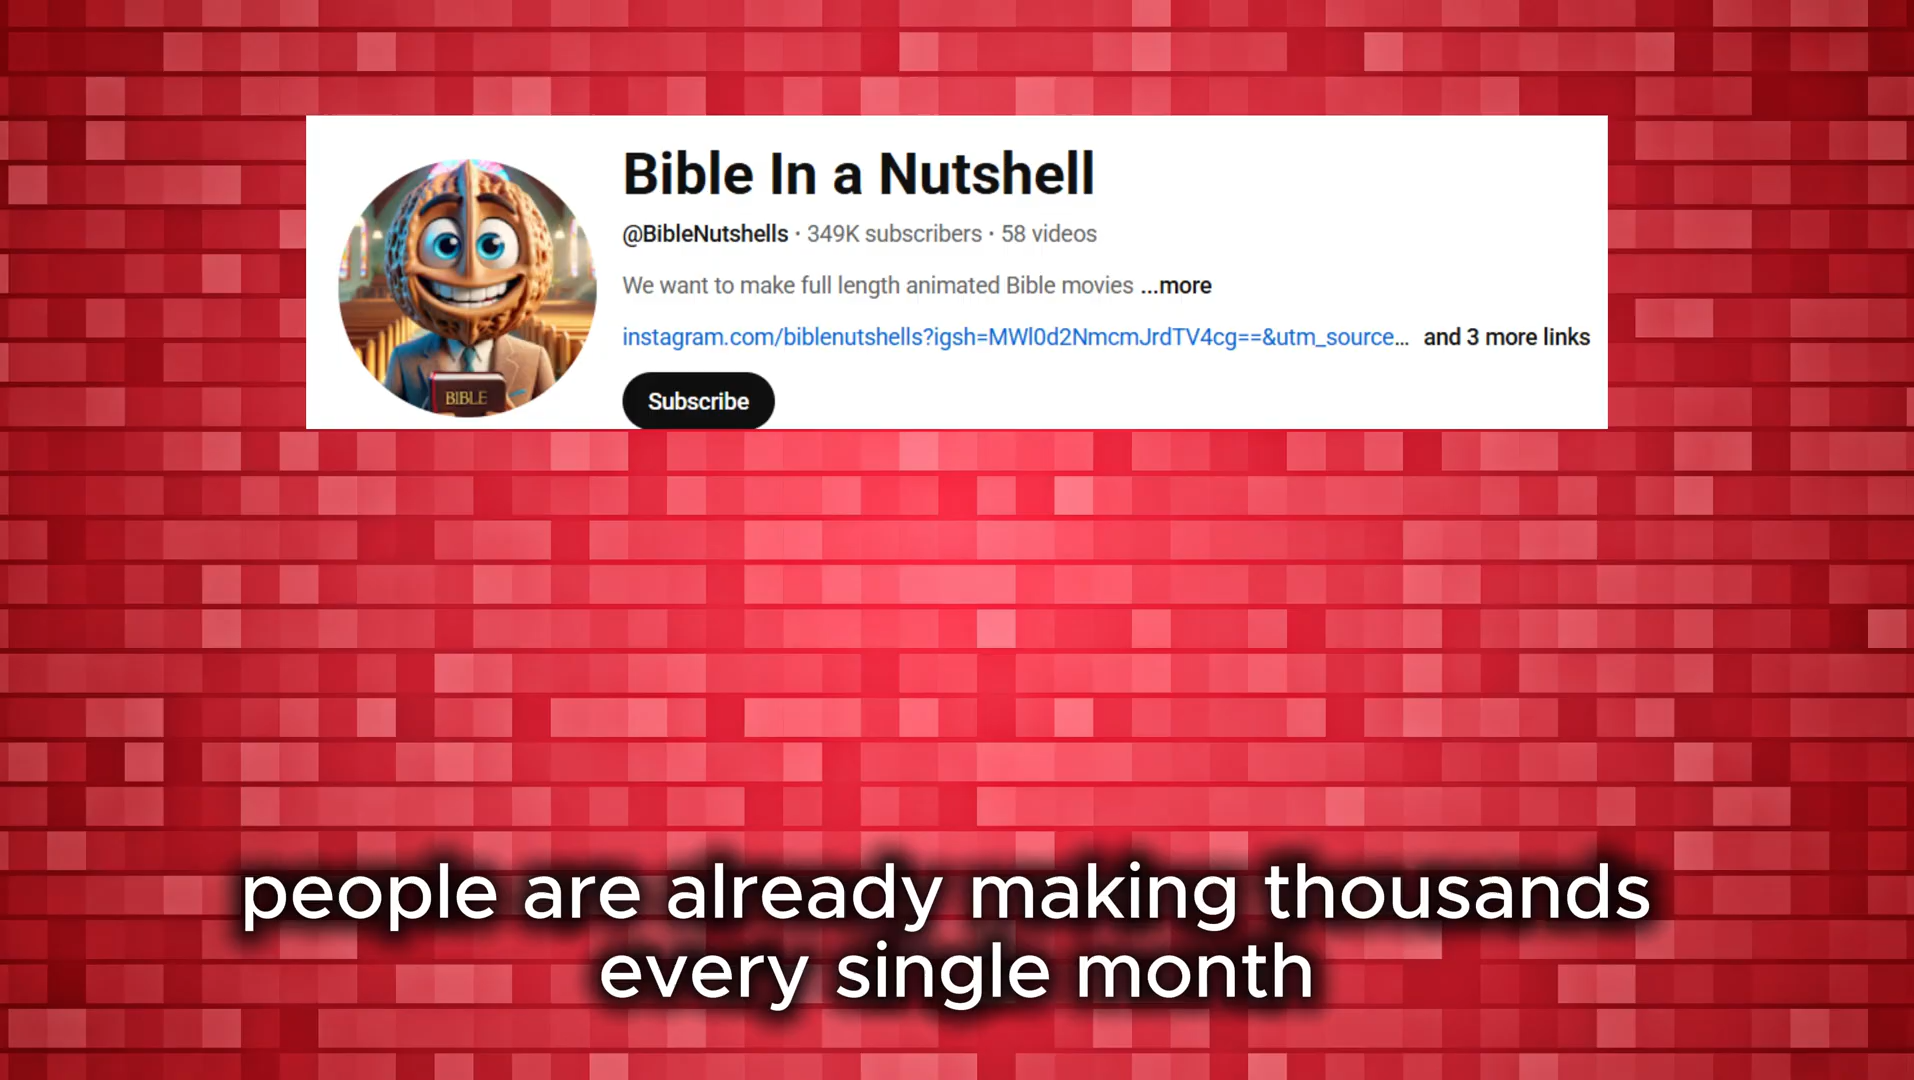 Bible In a Nutshell
@BibleNutshells · 349K subscribers · 58 videos
We want to make full length animated Bible movies ...more
instagram.com/biblenutshells?igsh=MWl0d2NmcmJrdTV4cg==&utm_source... and 3 more links
BIBLE
Subscribe
people are already making thousands
every single month